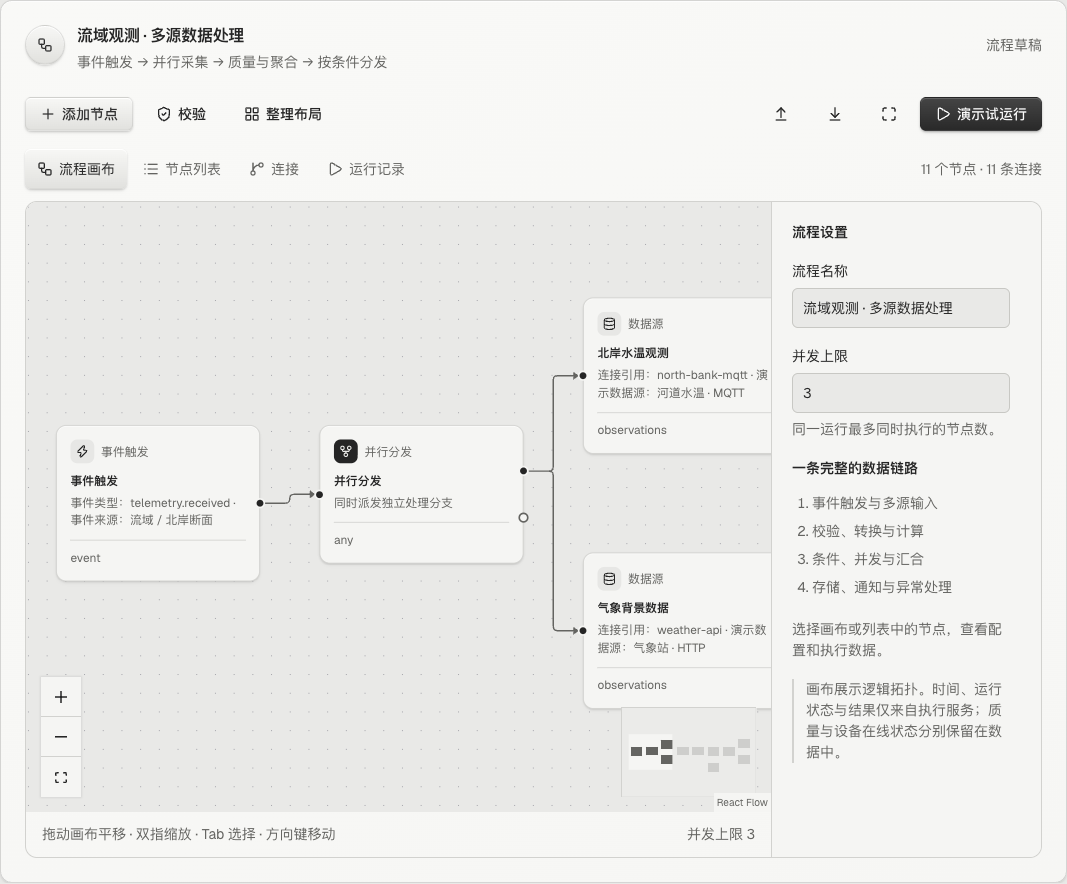 流域观测 · 多源数据处理
事件触发 → 并行采集 → 质量与聚合 → 按条件分发
流程草稿
添加节点
校验
整理布局
演示试运行
流程画布
节点列表
连接
运行记录
11 个节点 · 11 条连接
数据源
北岸水温观测
连接引用：north-bank-mqtt · 演
示数据源：河道水温 · MQTT
observations
事件触发
事件触发
事件类型：telemetry.received ·
事件来源：流域 / 北岸断面
event
并行分发
并行分发
同时派发独立处理分支
any
数据源
气象背景数据
连接引用：weather-api · 演示数
据源：气象站 · HTTP
observations
React Flow
拖动画布平移 · 双指缩放 · Tab 选择 · 方向键移动
并发上限 3
流程设置
流程名称
流域观测 · 多源数据处理
并发上限
3
同一运行最多同时执行的节点数。
一条完整的数据链路
1. 事件触发与多源输入
2. 校验、转换与计算
3. 条件、并发与汇合
4. 存储、通知与异常处理
选择画布或列表中的节点，查看配
置和执行数据。
画布展示逻辑拓扑。时间、运行
状态与结果仅来自执行服务；质
量与设备在线状态分别保留在数
据中。